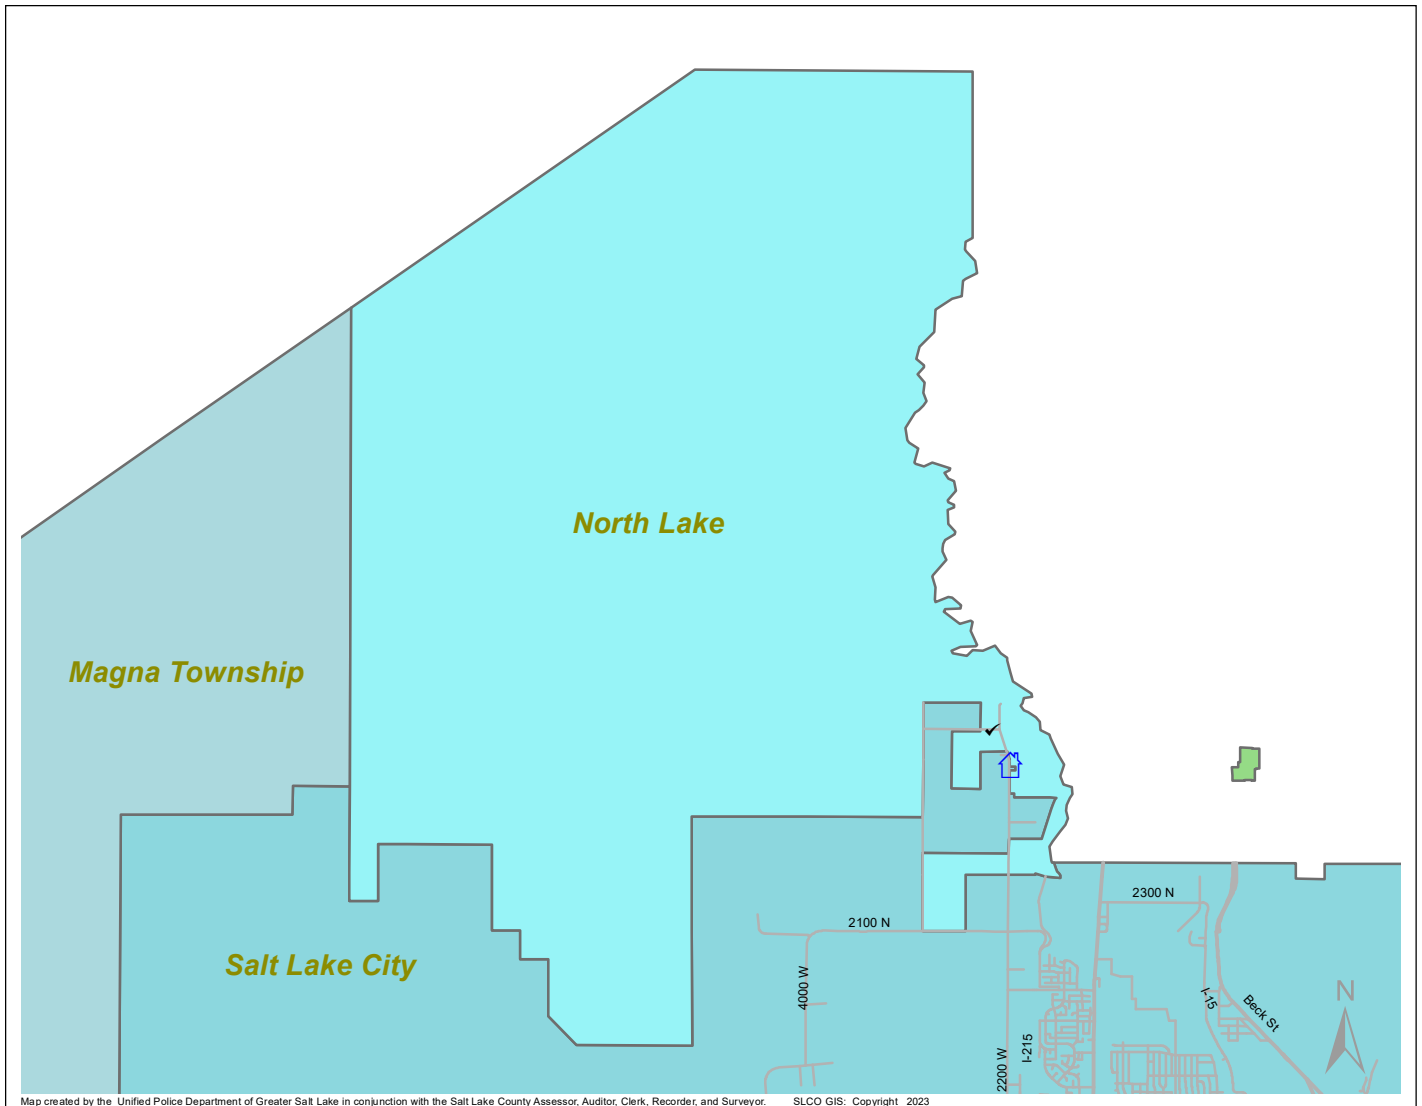 North Lake
Magna Township
2300 N
2100 N
Salt Lake City
4000 W
I-15
Beck St
N
I-215
2200 W
Map created by the Unified Police Department of Greater Salt Lake in conjunction with the Salt Lake County Assessor, Auditor, Clerk, Recorder, and Surveyor. SLCO GIS: Copyright 2023